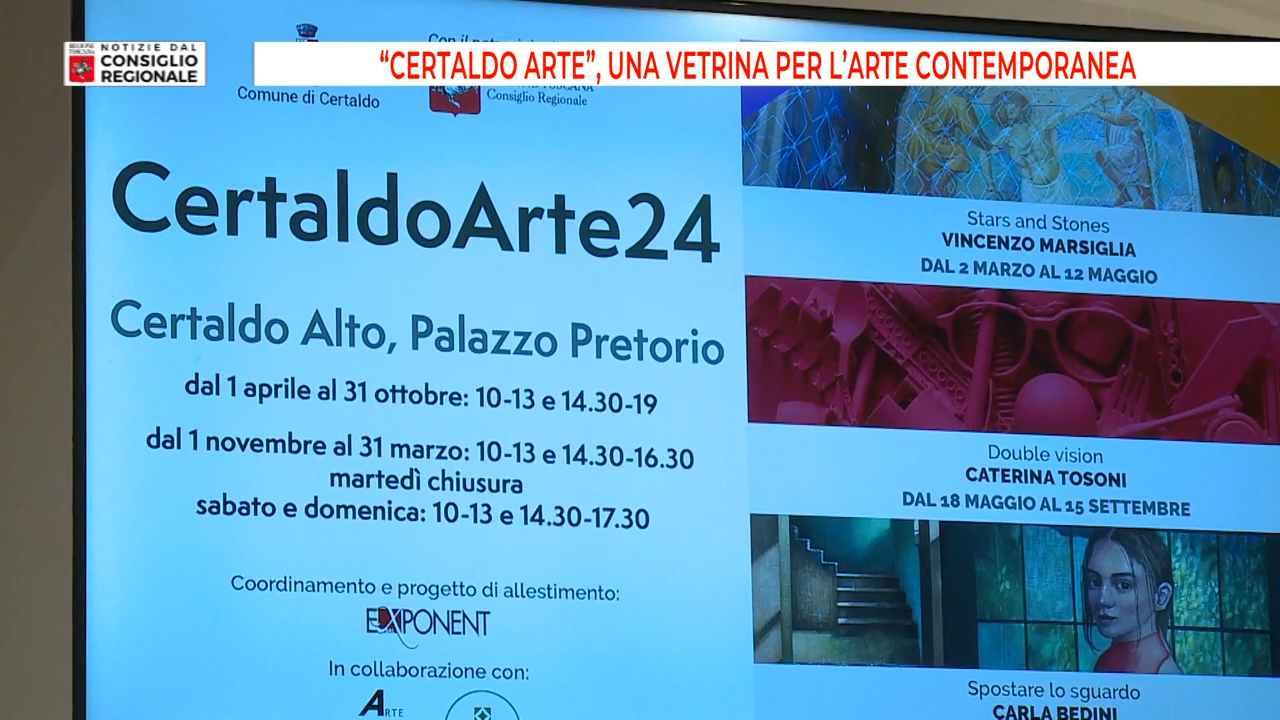 REGIONE
TOSCANA
NOTIZIE DAL
CONSIGLIO
REGIONALE
“CERTALDO ARTE”, UNA VETRINA PER L’ARTE CONTEMPORANEA
Comune di Certaldo
Consiglio Regionale
CertaldoArte24
Certaldo Alto, Palazzo Pretorio
dal 1 aprile al 31 ottobre: 10-13 e 14.30-19
dal 1 novembre al 31 marzo: 10-13 e 14.30-16.30
martedì chiusura
sabato e domenica: 10-13 e 14.30-17.30
Coordinamento e progetto di allestimento:
EXPONENT
In collaborazione con:
ARTE
Stars and Stones
VINCENZO MARSIGLIA
DAL 2 MARZO AL 12 MAGGIO
Double vision
CATERINA TOSONI
DAL 18 MAGGIO AL 15 SETTEMBRE
Spostare lo sguardo
CARLA BEDINI